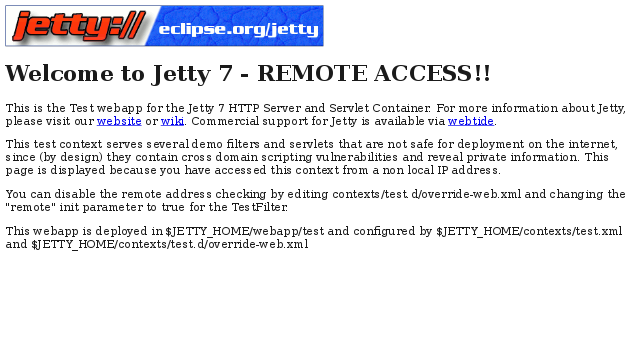 jetty://
eclipse.org/jetty
Welcome to Jetty 7 - REMOTE ACCESS!!
This is the Test webapp for the Jetty 7 HTTP Server and Servlet Container. For more information about Jetty,
please visit our website or wiki. Commercial support for Jetty is available via webtide.
This test context serves several demo filters and servlets that are not safe for deployment on the internet,
since (by design) they contain cross domain scripting vulnerabilities and reveal private information. This
page is displayed because you have accessed this context from a non local IP address.
You can disable the remote address checking by editing contexts/test.d/override-web.xml and changing the
"remote" init parameter to true for the TestFilter.
This webapp is deployed in $JETTY_HOME/webapp/test and configured by $JETTY_HOME/contexts/test.xml
and $JETTY_HOME/contexts/test.d/override-web.xml